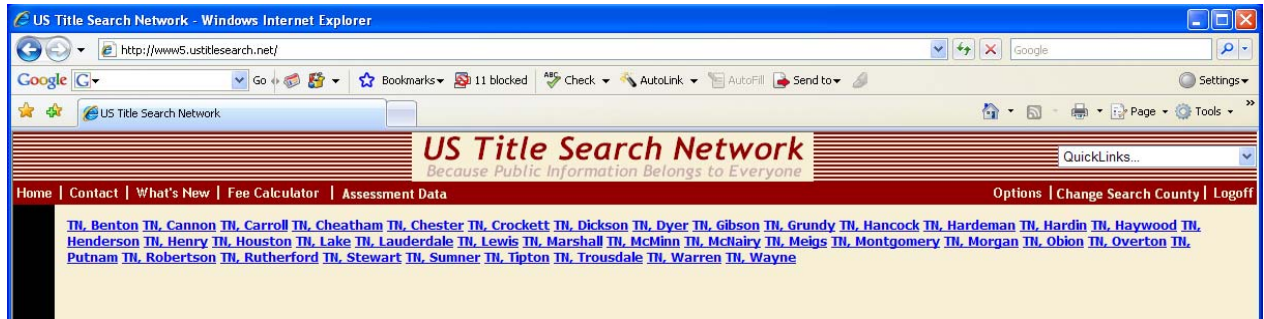 US Title Search Network - Windows Internet Explorer
http://www5.ustitlesearch.net/
Google
Google G Go Bookmarks 11 blocked ABC Check AutoLink AutoFill Send to Settings
US Title Search Network Page Tools »
US Title Search Network
Because Public Information Belongs to Everyone
QuickLinks...
Home | Contact | What's New | Fee Calculator | Assessment Data Options | Change Search County | Logoff
TN, Benton TN, Cannon TN, Carroll TN, Cheatham TN, Chester TN, Crockett TN, Dickson TN, Dyer TN, Gibson TN, Grundy TN, Hancock TN, Hardeman TN, Hardin TN, Haywood TN,
Henderson TN, Henry TN, Houston TN, Lake TN, Lauderdale TN, Lewis TN, Marshall TN, McMinn TN, McNairy TN, Meigs TN, Montgomery TN, Morgan TN, Obion TN, Overton TN,
Putnam TN, Robertson TN, Rutherford TN, Stewart TN, Sumner TN, Tipton TN, Trousdale TN, Warren TN, Wayne